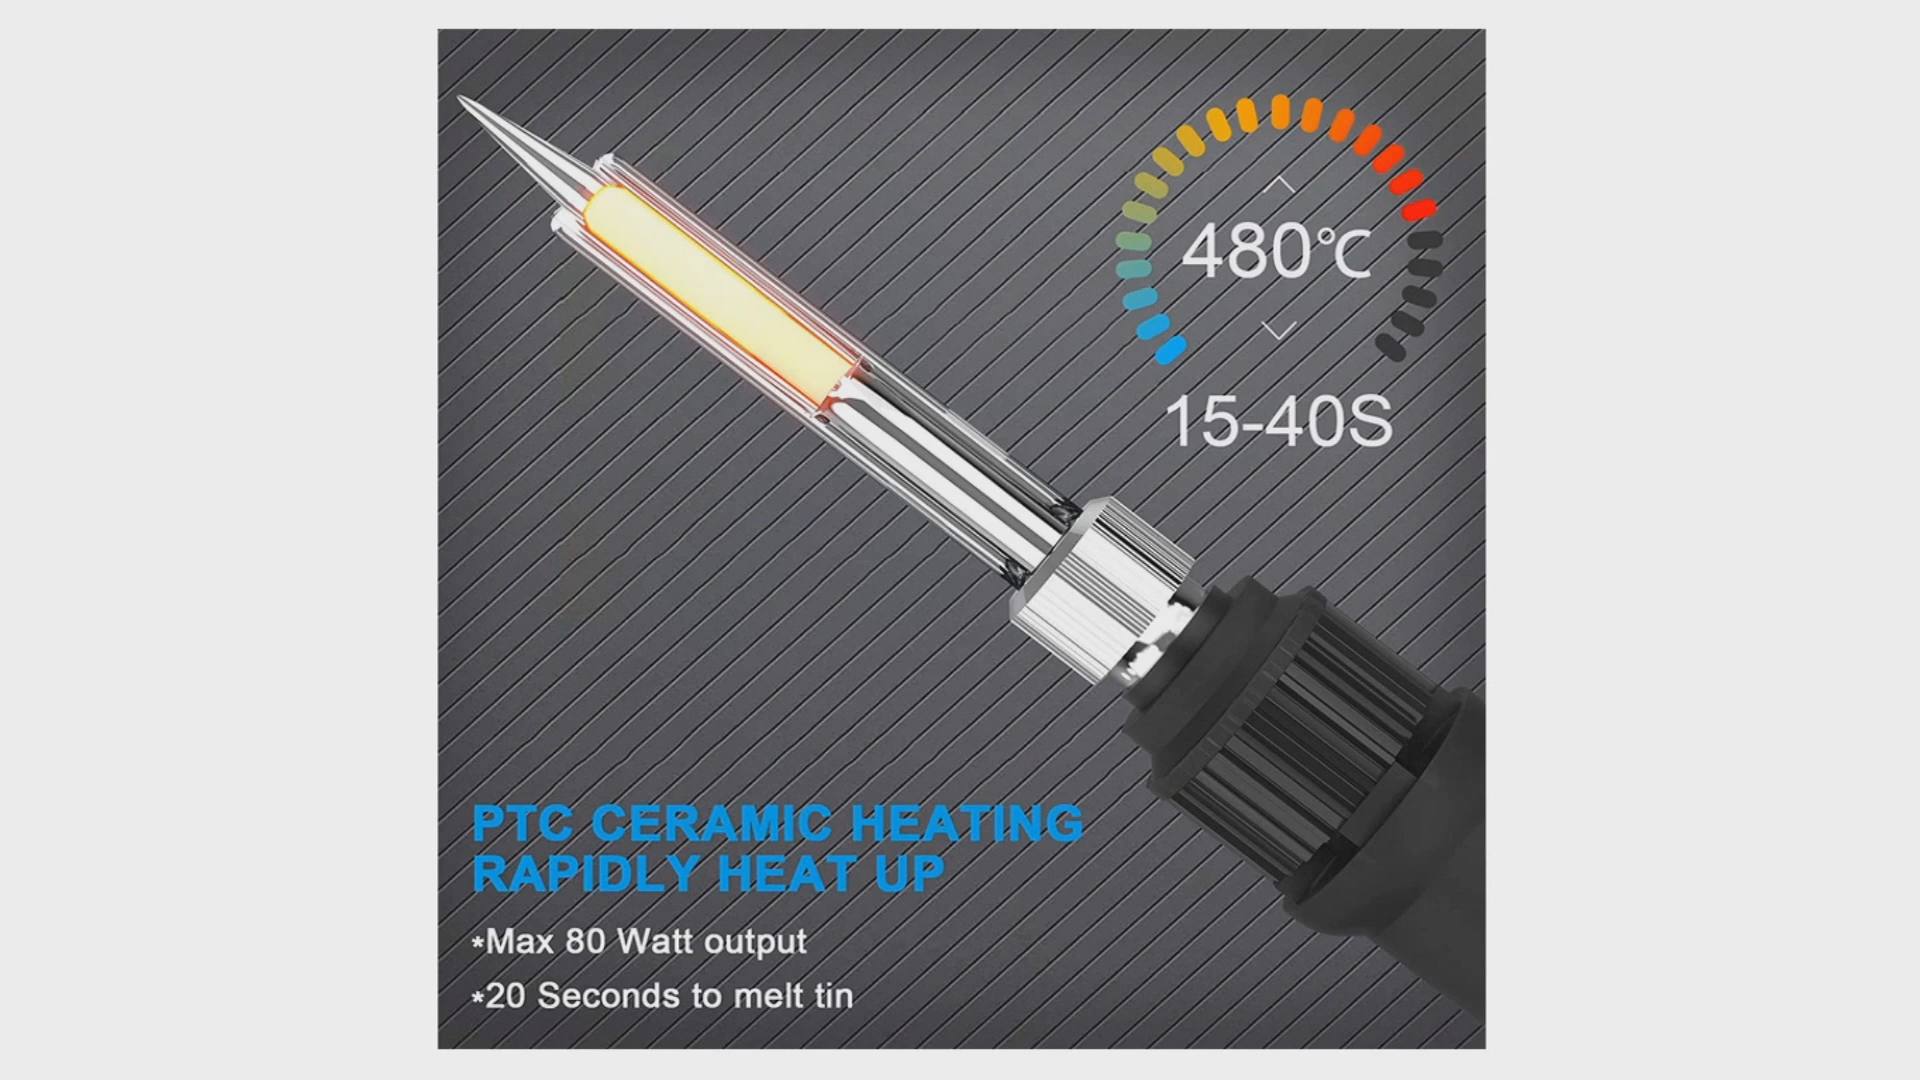 480℃
15-40S
PTC CERAMIC HEATING
RAPIDLY HEAT UP
*Max 80 Watt output
*20 Seconds to melt tin